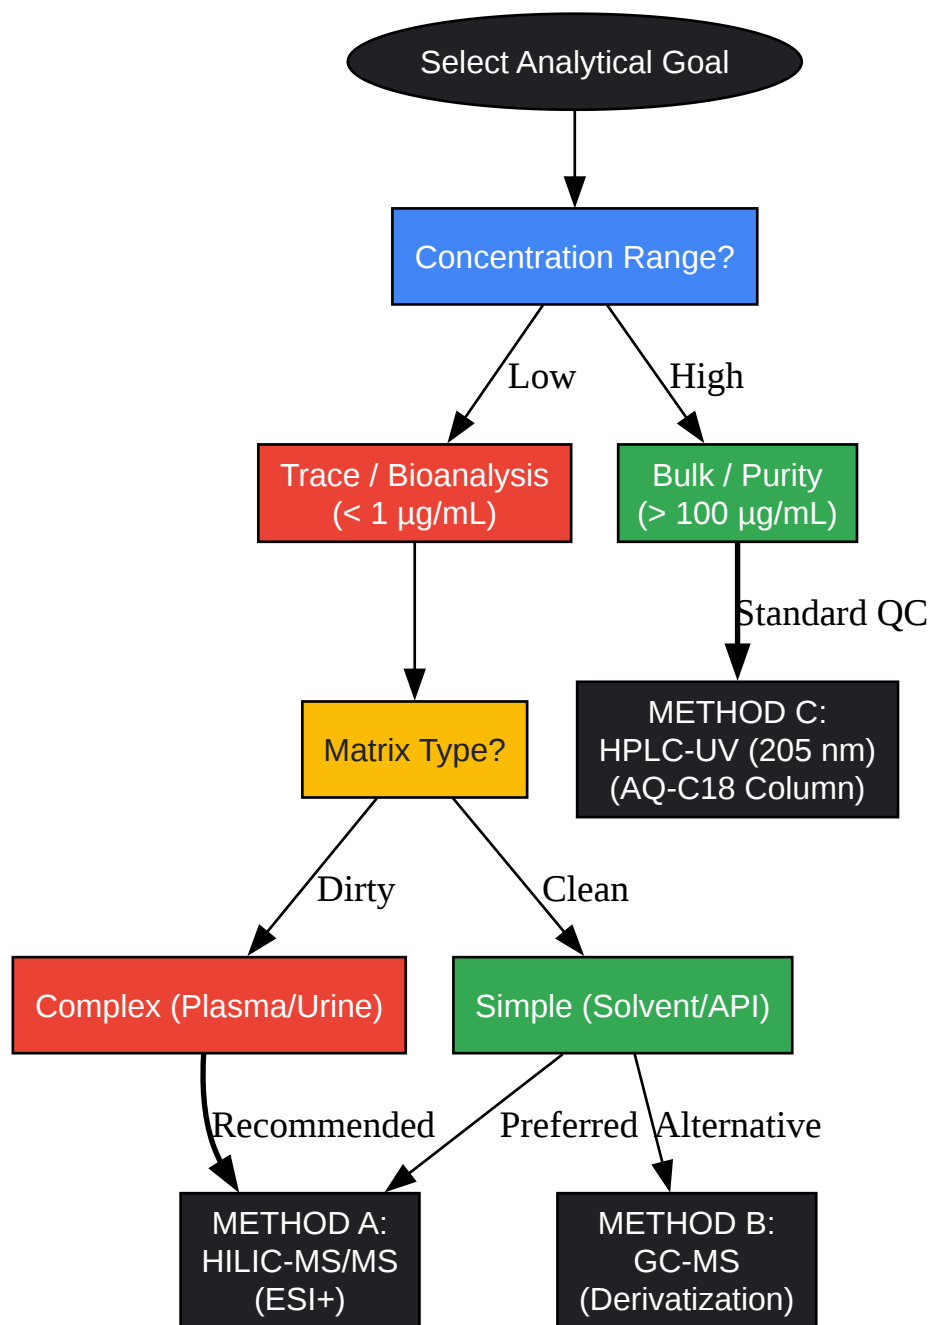 Select Analytical Goal
Concentration Range?
Low
High
Trace / Bioanalysis
(< 1 µg/mL)
Bulk / Purity
(> 100 µg/mL)
Standard QC
Matrix Type?
METHOD C:
HPLC-UV (205 nm)
(AQ-C18 Column)
Dirty
Clean
Complex (Plasma/Urine)
Simple (Solvent/API)
Recommended
Preferred
Alternative
METHOD A:
HILIC-MS/MS
(ESI+)
METHOD B:
GC-MS
(Derivatization)